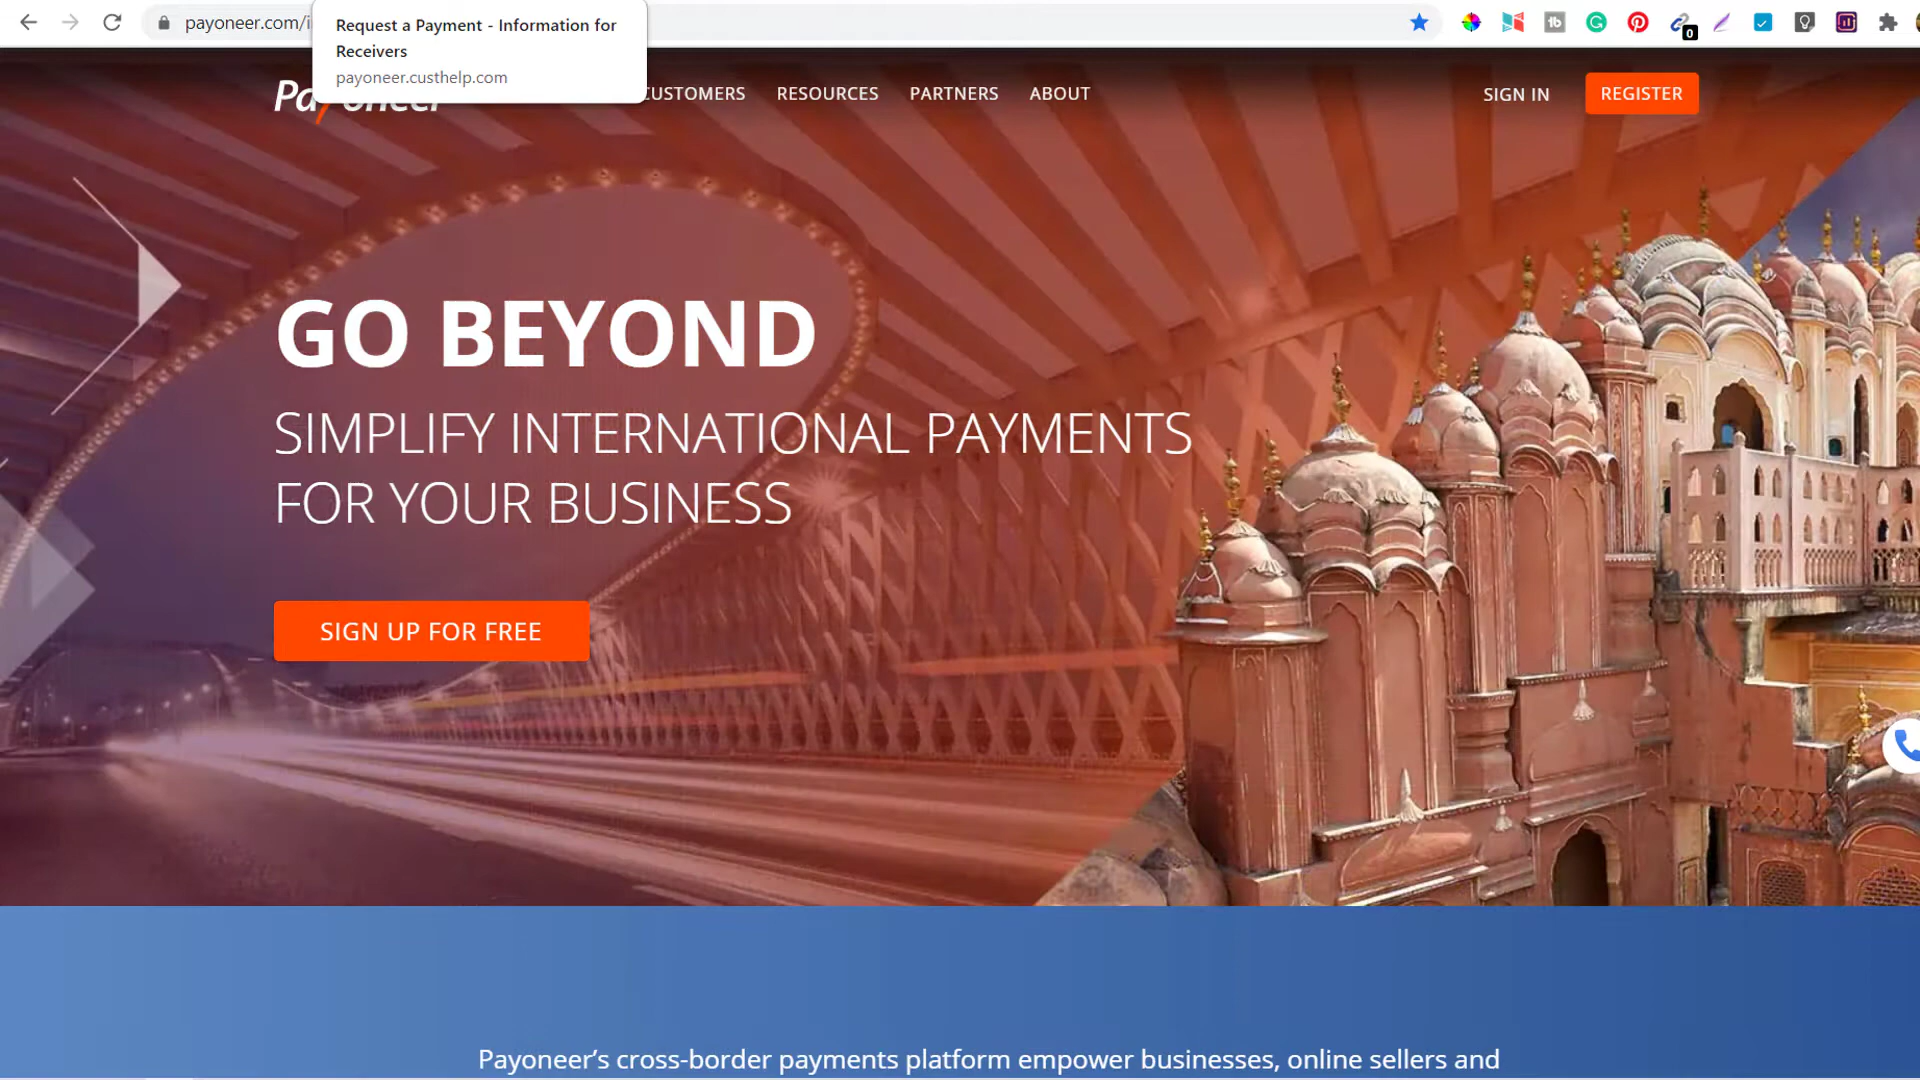 payoneer.com/i
Request a Payment - Information for
Receivers
payoneer.custhelp.com
Payoneer
CUSTOMERS
RESOURCES
PARTNERS
ABOUT
SIGN IN
REGISTER
0
GO BEYOND
SIMPLIFY INTERNATIONAL PAYMENTS
FOR YOUR BUSINESS
SIGN UP FOR FREE
Payoneer’s cross-border payments platform empower businesses, online sellers and